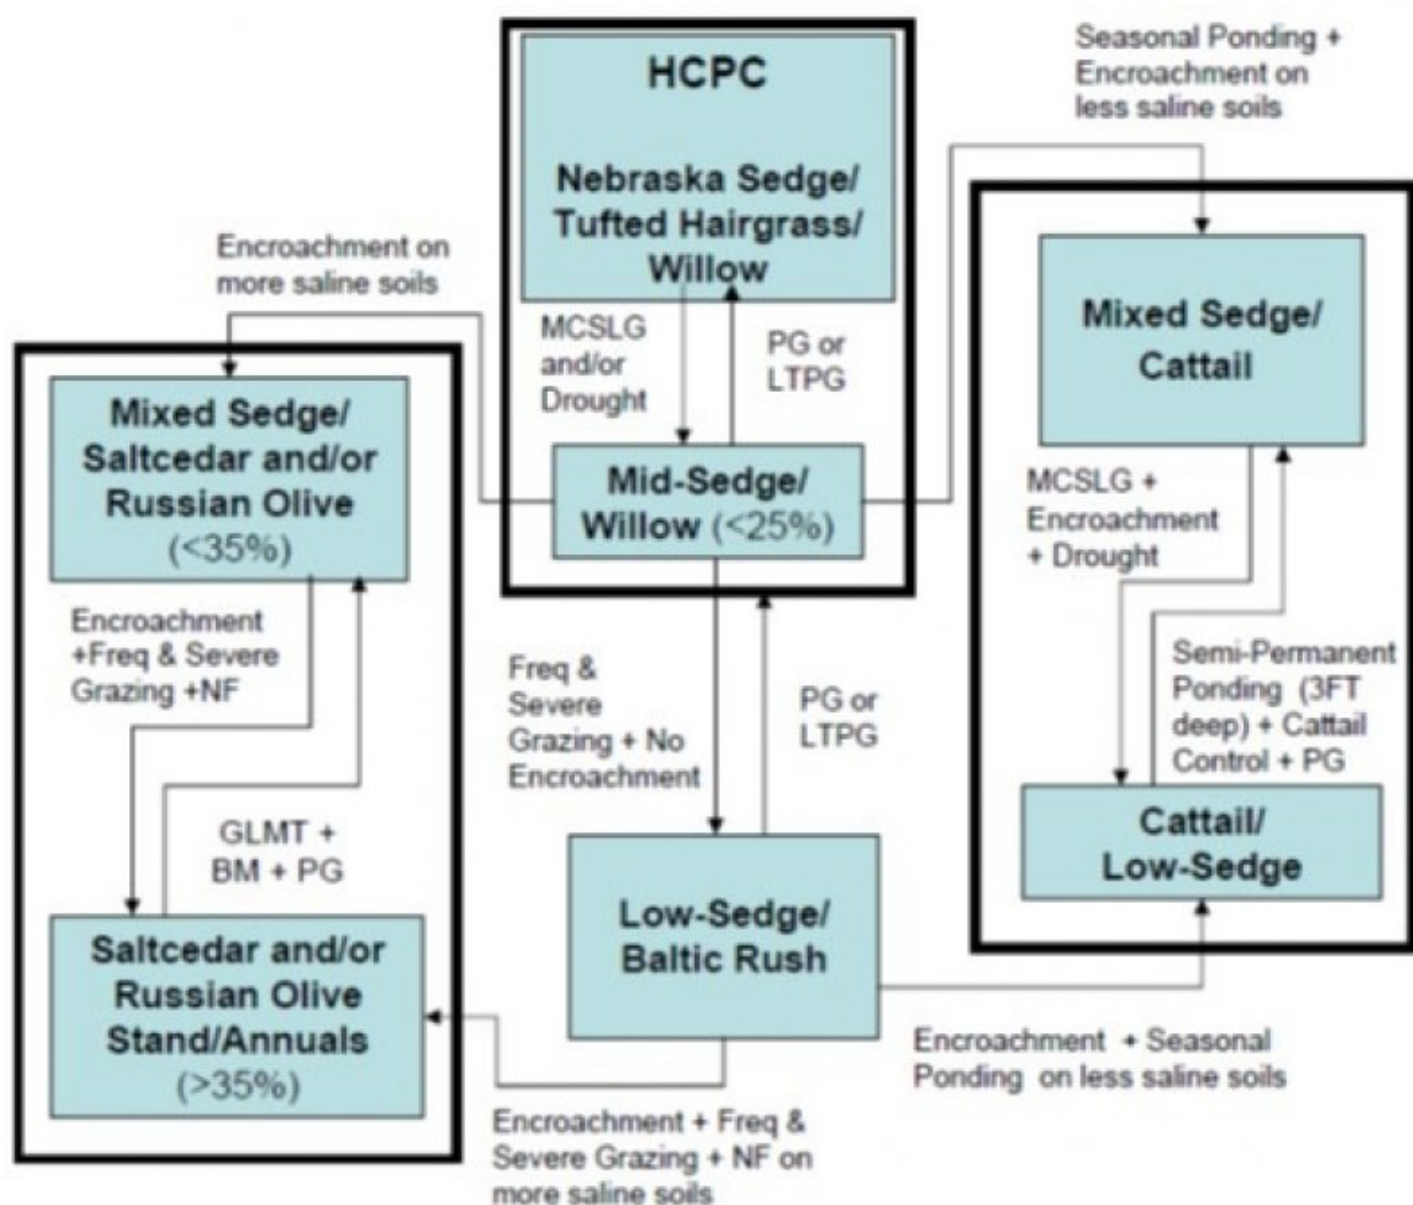 HCPC
Nebraska Sedge/
Tufted Hairgrass/
Willow
Seasonal Ponding +
Encroachment on
less saline soils
Encroachment on
more saline soils
MCSLG
and/or
Drought
PG or
LTPG
Mixed Sedge/
Cattail
Mixed Sedge/
Saltcedar and/or
Russian Olive
(<35%)
Mid-Sedge/
Willow (<25%)
MCSLG +
Encroachment
+ Drought
Encroachment
+Freq & Severe
Grazing +NF
Freq &
Severe
Grazing + No
Encroachment
PG or
LTPG
Semi-Permanent
Ponding (3FT
deep) + Cattail
Control + PG
GLMT +
BM + PG
Cattail/
Low-Sedge
Low-Sedge/
Baltic Rush
Saltcedar and/or
Russian Olive
Stand/Annuals
(>35%)
Encroachment + Seasonal
Ponding on less saline soils
Encroachment + Freq &
Severe Grazing + NF on
more saline soils